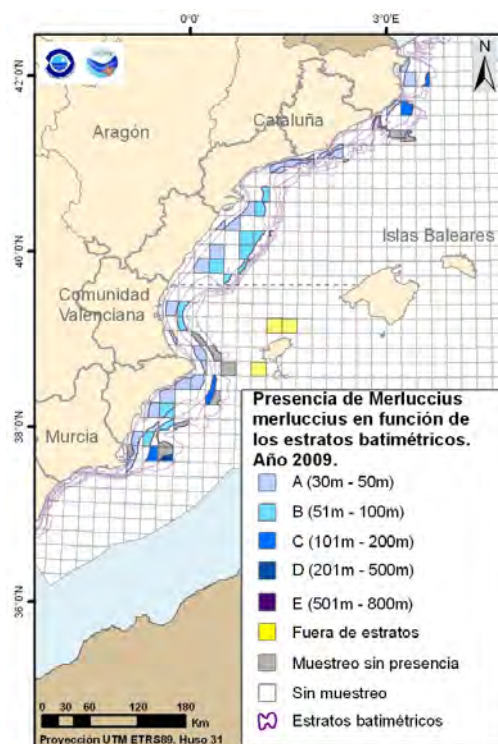 0°0' 3°0'E
42°0'N
Cataluña
Aragón
40°0'N
Islas Baleares
Comunidad
Valenciana
Presencia de Merluccius
merluccius en función de
los estratos batimétricos.
Año 2009.
38°0'N
Murcia
A (30m - 50m)
B (51m - 100m)
C (101m - 200m)
D (201m - 500m)
E (501m - 800m)
36°0'N
Fuera de estratos
Muestreo sin presencia
Sin muestreo
Estratos batimétricos
N
0 30 60 120 180
Km
Proyección UTM ETRS89. Huso 31